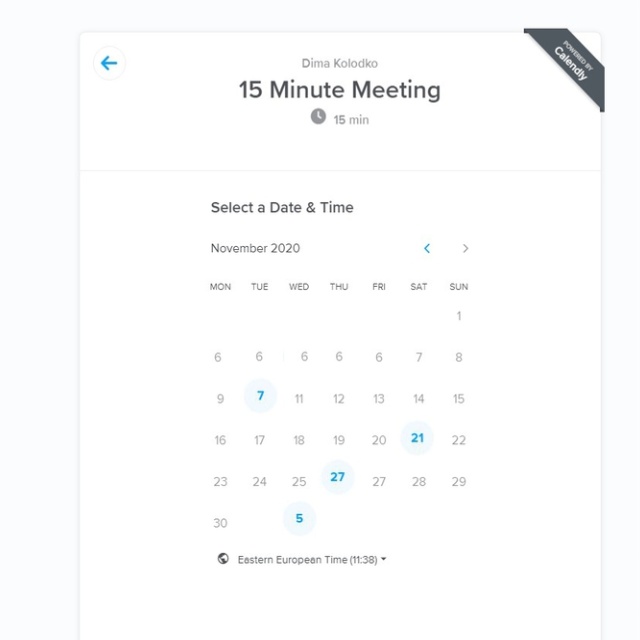 Dima Kolodko
POWERED BY
Calendly
15 Minute Meeting
15 min
Select a Date & Time
November 2020
MON TUE WED THU FRI SAT SUN
1
6 6 6 6 6 7 8
9 7 11 12 13 14 15
16 17 18 19 20 21 22
23 24 25 27 27 28 29
30 5
Eastern European Time (11:38)